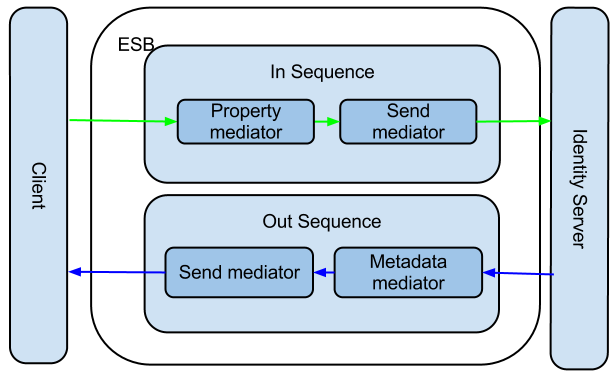 ESB
In Sequence
Property
mediator
Send
mediator
Client
Identity Server
Out Sequence
Send mediator
Metadata
mediator